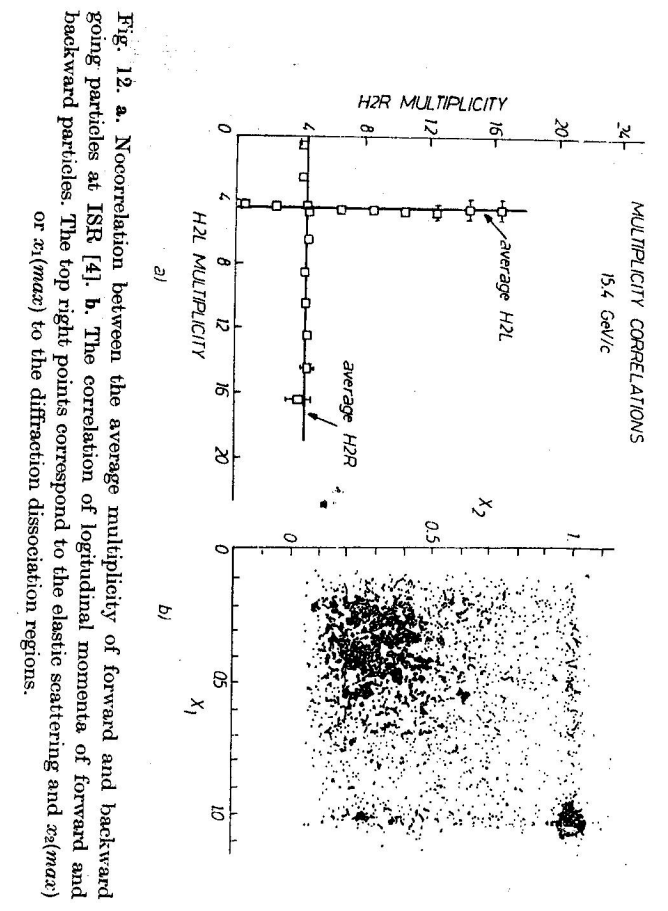 MULTIPLICITY CORRELATIONS
15.4 GeV/c
24
20
16
12
8
4
0
H2R MULTIPLICITY
average H2L
average H2R
4
8
12
16
20
H2L MULTIPLICITY
a)
X2
1.
0.5
0
0
05
1.0
X1
b)
Fig. 12. a. Nocorrelation between the average multiplicity of forward and backward
going particles at ISR [4]. b. The correlation of logitudinal momenta of forward and
backward particles. The top right points correspond to the elastic scattering and x2(max)
or x1(max) to the diffraction dissociation regions.